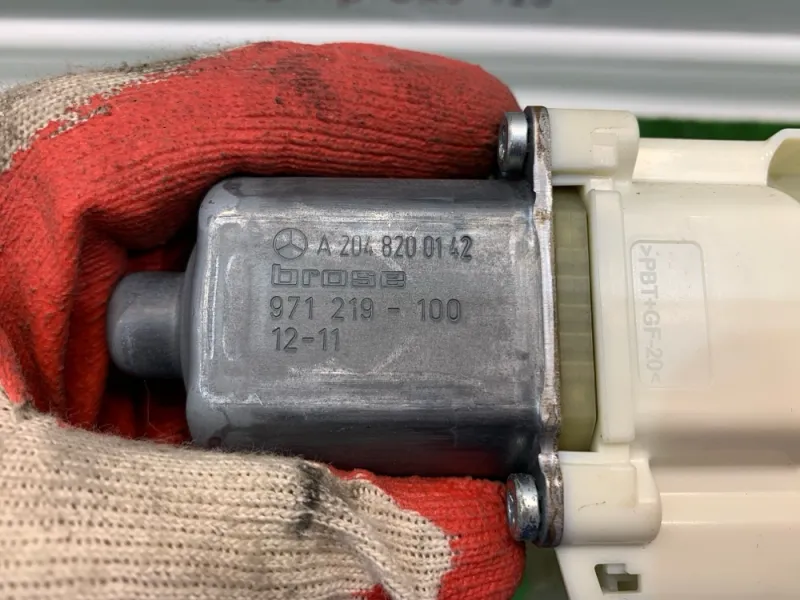 A 204 820 01 42
brose
971 219 - 100
12-11
>PBT+GF-20<